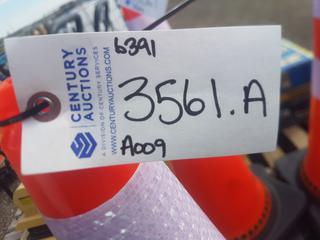 6391
CENTURY
AUCTIONS
A DIVISION OF CENTURY SERVICES
WWW.CENTURYAUCTIONS.COM
3561.A
A009